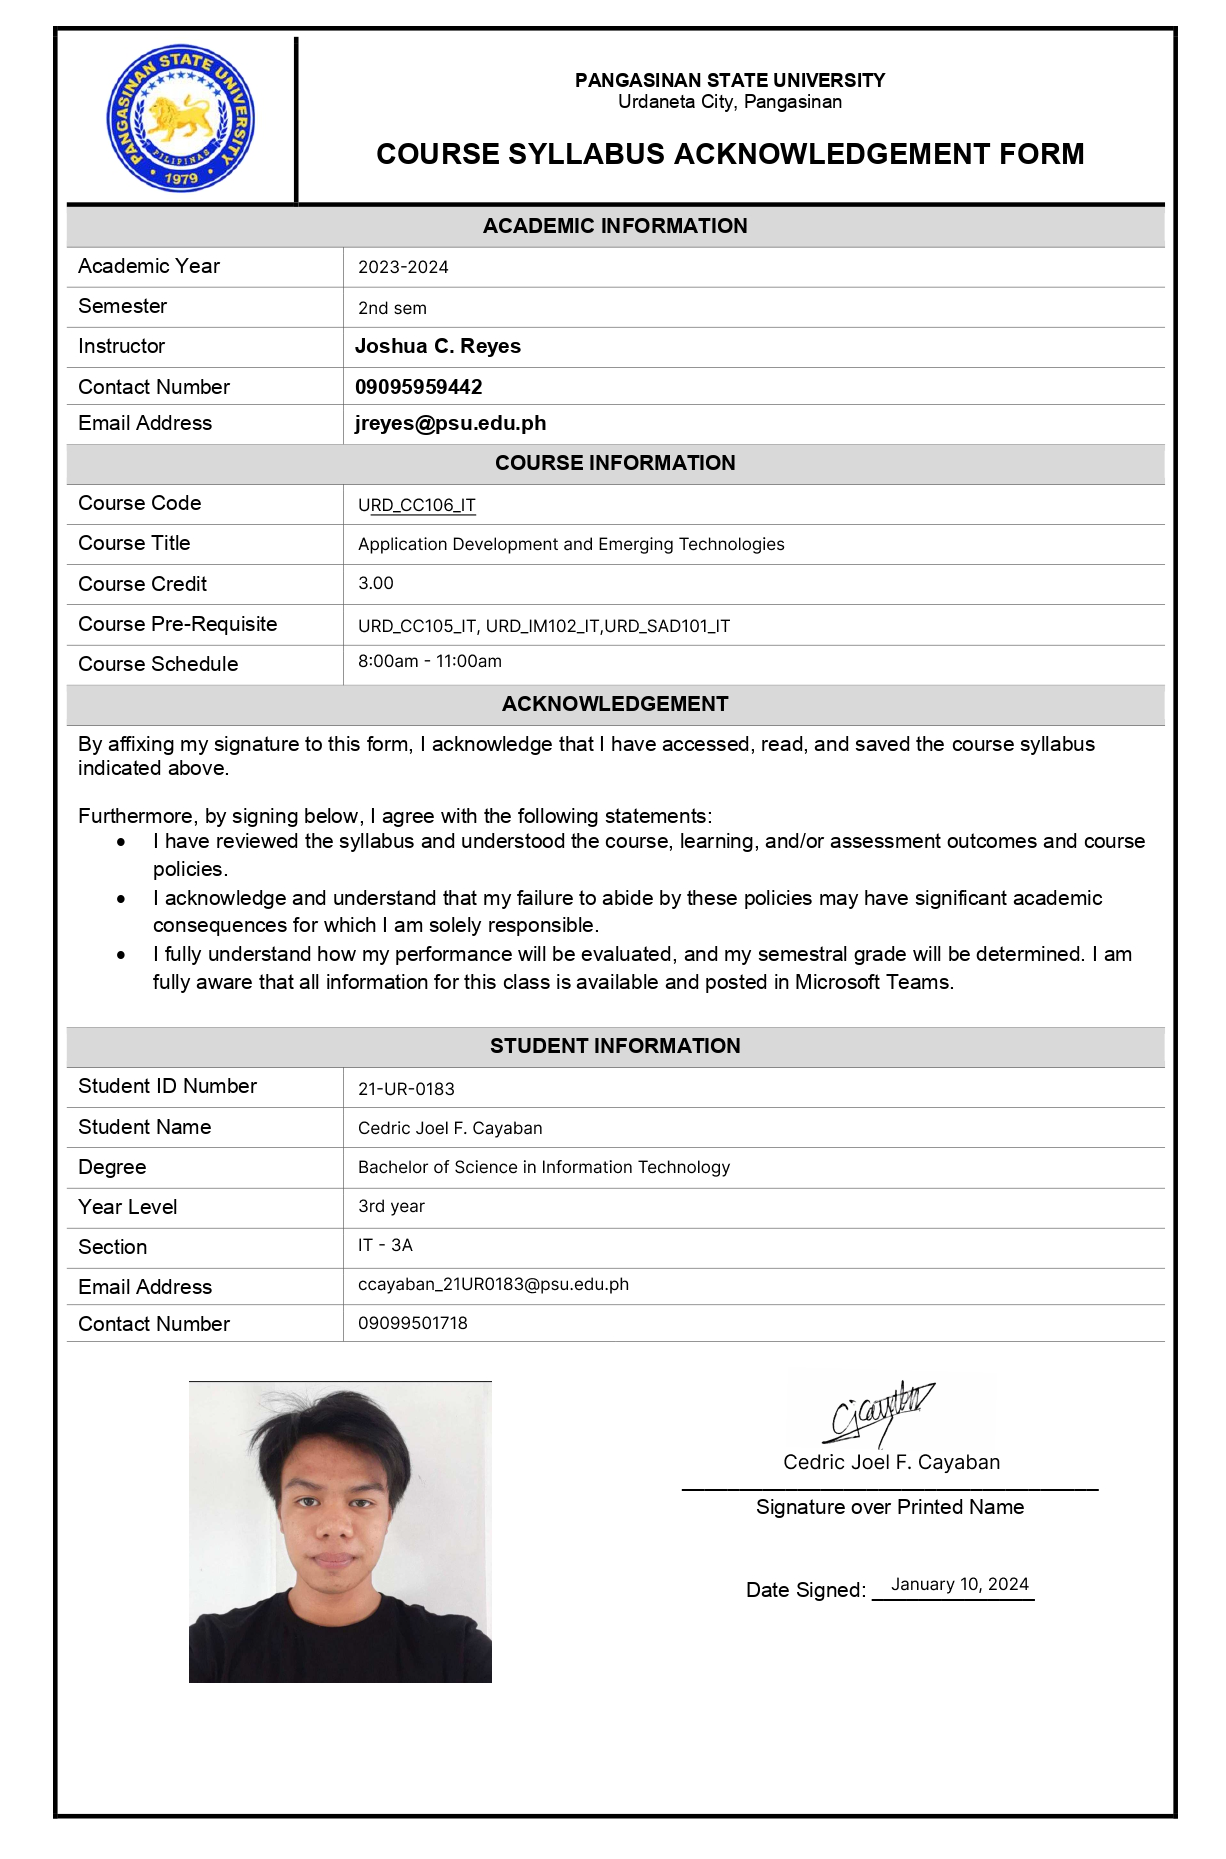 PANGASINAN STATE UNIVERSITY
PILIPINAS
1979
PANGASINAN STATE UNIVERSITY
Urdaneta City, Pangasinan
COURSE SYLLABUS ACKNOWLEDGEMENT FORM
ACADEMIC INFORMATION
Academic Year 2023-2024
Semester 2nd sem
Instructor Joshua C. Reyes
Contact Number 09095959442
Email Address jreyes@psu.edu.ph
COURSE INFORMATION
Course Code URD_CC106_IT
Course Title Application Development and Emerging Technologies
Course Credit 3.00
Course Pre-Requisite URD_CC105_IT, URD_IM102_IT,URD_SAD101_IT
Course Schedule 8:00am - 11:00am
ACKNOWLEDGEMENT
By affixing my signature to this form, I acknowledge that I have accessed, read, and saved the course syllabus
indicated above.
Furthermore, by signing below, I agree with the following statements:
• I have reviewed the syllabus and understood the course, learning, and/or assessment outcomes and course
policies.
• I acknowledge and understand that my failure to abide by these policies may have significant academic
consequences for which I am solely responsible.
• I fully understand how my performance will be evaluated, and my semestral grade will be determined. I am
fully aware that all information for this class is available and posted in Microsoft Teams.
STUDENT INFORMATION
Student ID Number 21-UR-0183
Student Name Cedric Joel F. Cayaban
Degree Bachelor of Science in Information Technology
Year Level 3rd year
Section IT - 3A
Email Address ccayaban_21UR0183@psu.edu.ph
Contact Number 09099501718
cjcayaban
Cedric Joel F. Cayaban
Signature over Printed Name
Date Signed: January 10, 2024